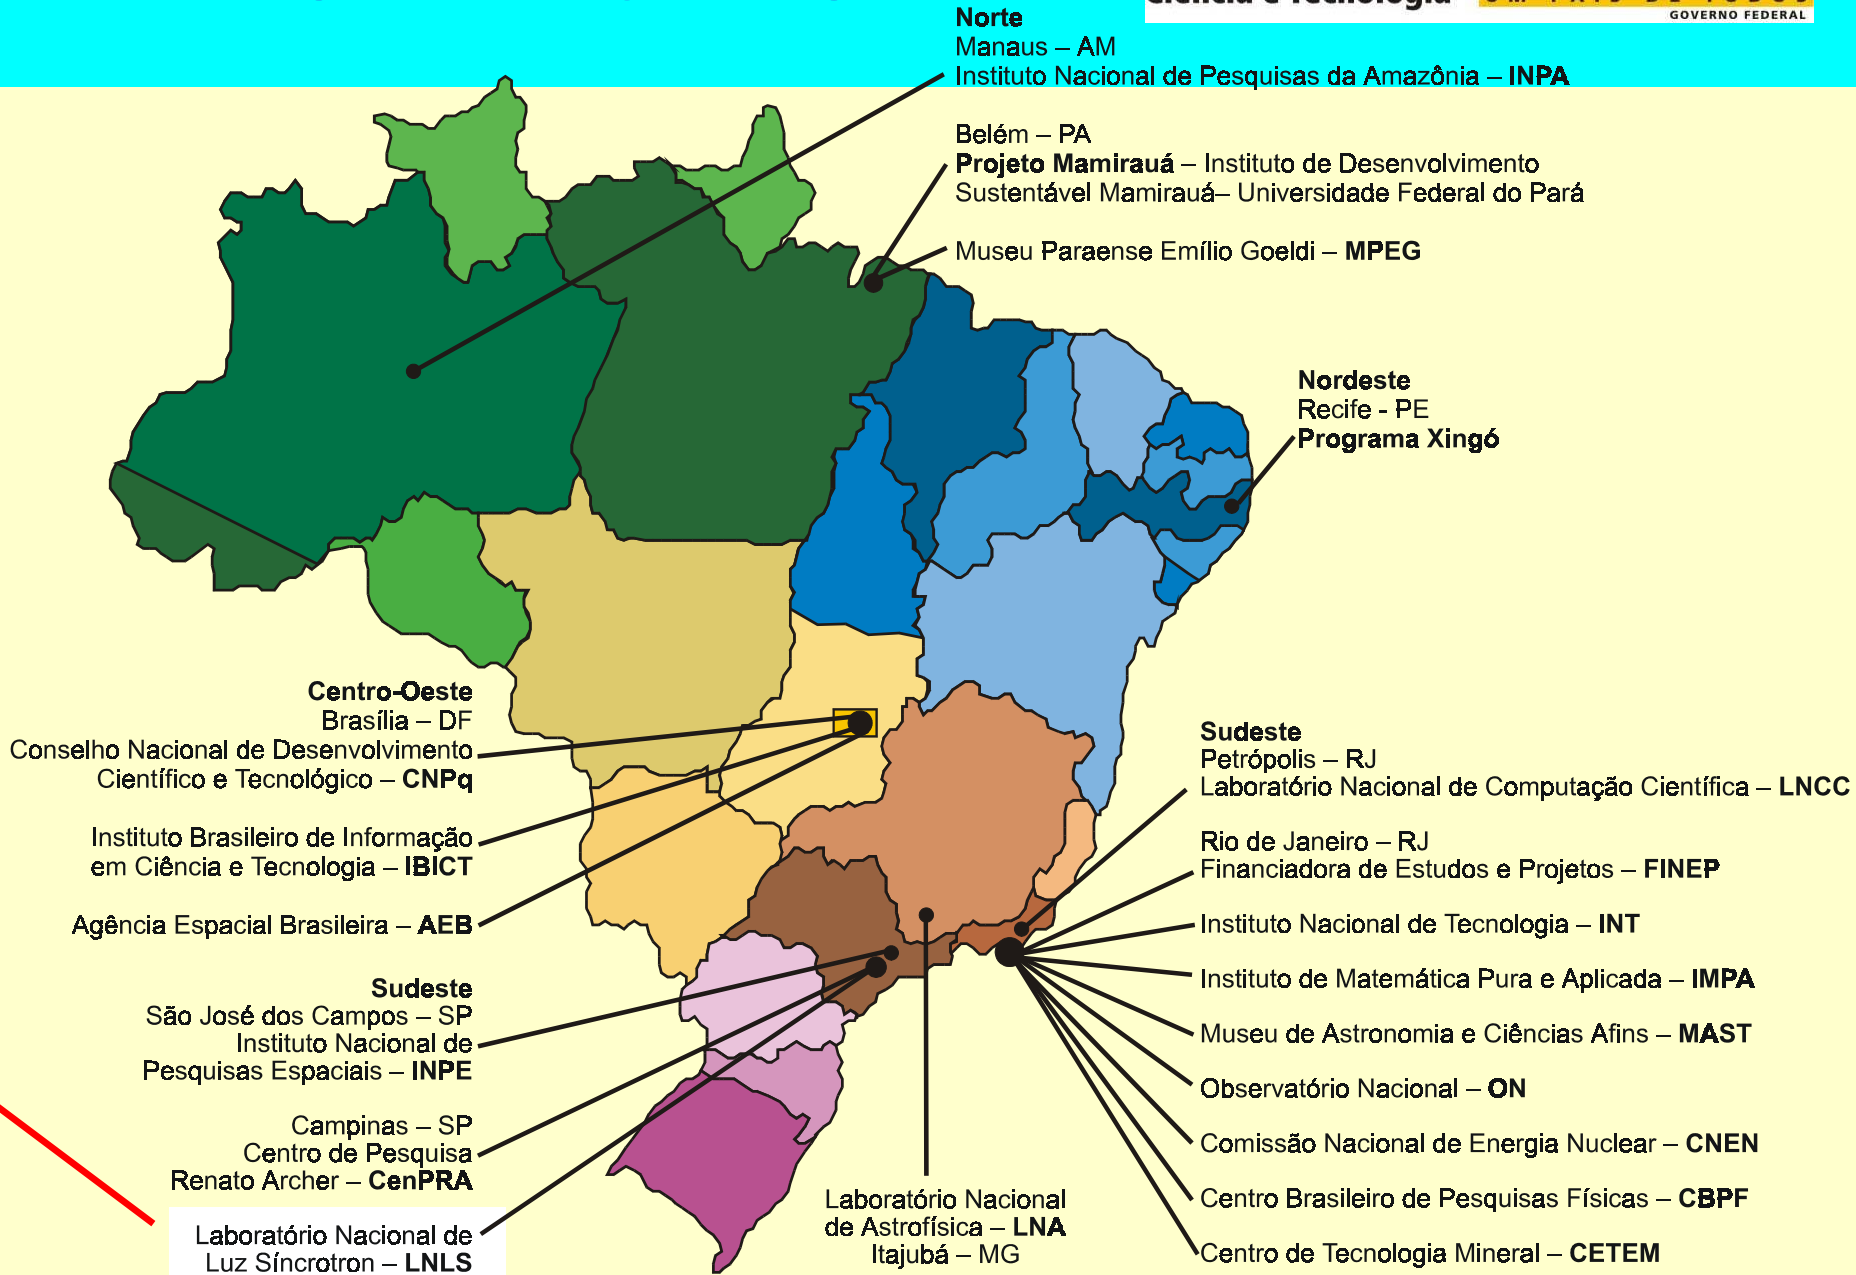 Ciência e Tecnologia
UM PAÍS DE TODOS
GOVERNO FEDERAL
Norte
Manaus – AM
Instituto Nacional de Pesquisas da Amazônia – INPA
Belém – PA
Projeto Mamirauá – Instituto de Desenvolvimento
Sustentável Mamirauá– Universidade Federal do Pará
Museu Paraense Emílio Goeldi – MPEG
Nordeste
Recife - PE
Programa Xingó
Centro-Oeste
Brasília – DF
Conselho Nacional de Desenvolvimento
Científico e Tecnológico – CNPq
Instituto Brasileiro de Informação
em Ciência e Tecnologia – IBICT
Agência Espacial Brasileira – AEB
Sudeste
São José dos Campos – SP
Instituto Nacional de
Pesquisas Espaciais – INPE
Campinas – SP
Centro de Pesquisa
Renato Archer – CenPRA
Laboratório Nacional de
Luz Síncrotron – LNLS
Laboratório Nacional
de Astrofísica – LNA
Itajubá – MG
Sudeste
Petrópolis – RJ
Laboratório Nacional de Computação Científica – LNCC
Rio de Janeiro – RJ
Financiadora de Estudos e Projetos – FINEP
Instituto Nacional de Tecnologia – INT
Instituto de Matemática Pura e Aplicada – IMPA
Museu de Astronomia e Ciências Afins – MAST
Observatório Nacional – ON
Comissão Nacional de Energia Nuclear – CNEN
Centro Brasileiro de Pesquisas Físicas – CBPF
Centro de Tecnologia Mineral – CETEM